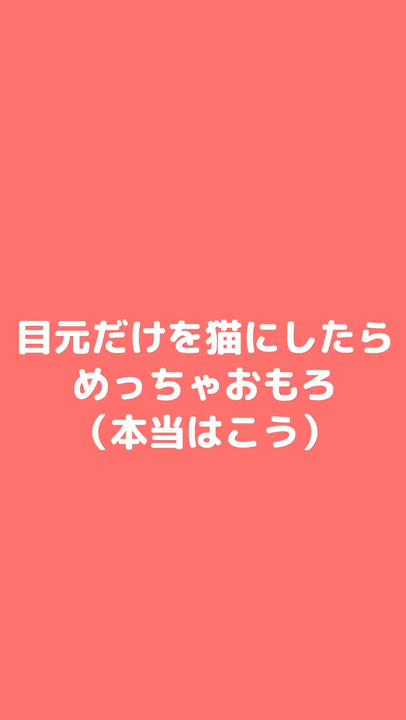 目元だけを猫にしたら
めっちゃおもろ
（本当はこう）